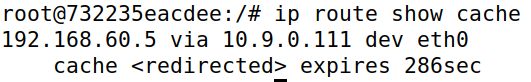 root@732235eacdee:/# ip route show cache
192.168.60.5 via 10.9.0.111 dev eth0
    cache <redirected> expires 286sec